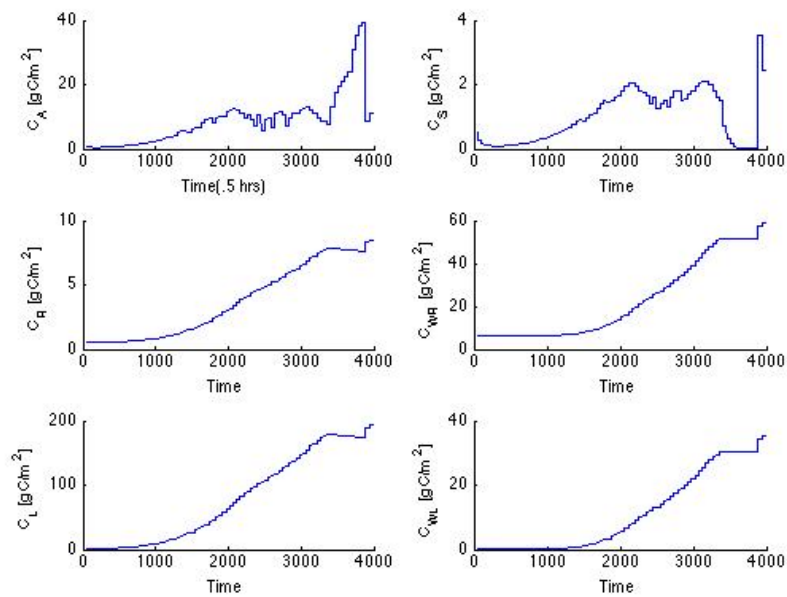 40
20
0
C_A [gC/m^2]
0 1000 2000 3000 4000
Time(.5 hrs)
4
2
0
C_S [gC/m^2]
0 1000 2000 3000 4000
Time
10
5
0
C_R [gC/m^2]
0 1000 2000 3000 4000
Time
60
40
20
0
C_WR [gC/m^2]
0 1000 2000 3000 4000
Time
200
100
0
C_L [gC/m^2]
0 1000 2000 3000 4000
Time
40
20
0
C_WL [gC/m^2]
0 1000 2000 3000 4000
Time